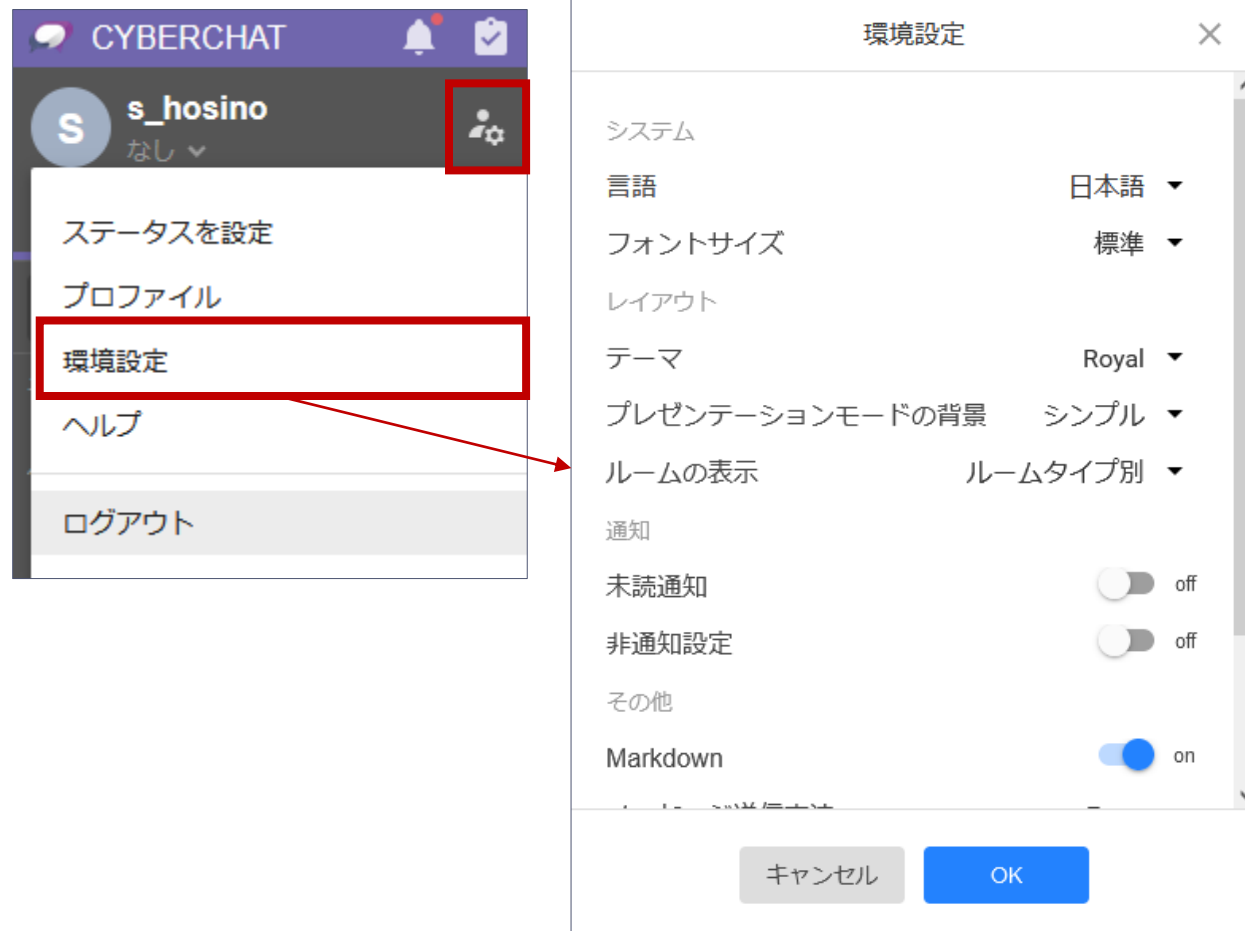 CYBERCHAT
S
s_hosino
なし
ステータスを設定
プロファイル
環境設定
ヘルプ
ログアウト
環境設定
システム
言語 日本語
フォントサイズ 標準
レイアウト
テーマ Royal
プレゼンテーションモードの背景 シンプル
ルームの表示 ルームタイプ別
通知
未読通知 off
非通知設定 off
その他
Markdown on
キャンセル OK